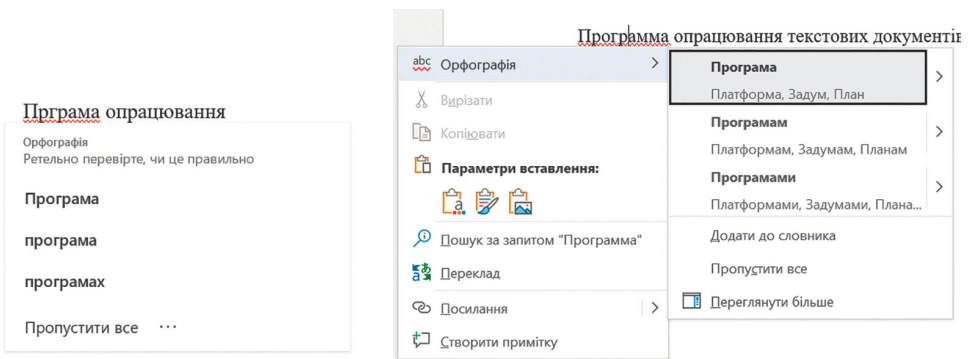 Пргграма опрацювання
Орфографія
Ретельно перевірте, чи це правильно
Програма
програма
програмах
Пропустити все ···
Программа опрацювання текстових документів
abc Орфографія
Вирізати
Копіювати
Параметри вставлення:
Пошук за запитом "Программа"
Переклад
Посилання
Створити примітку
Програма
Платформа, Задум, План
Програмам
Платформам, Задумам, Планам
Програмами
Платформами, Задумами, Плана...
Додати до словника
Пропустити все
Переглянути більше